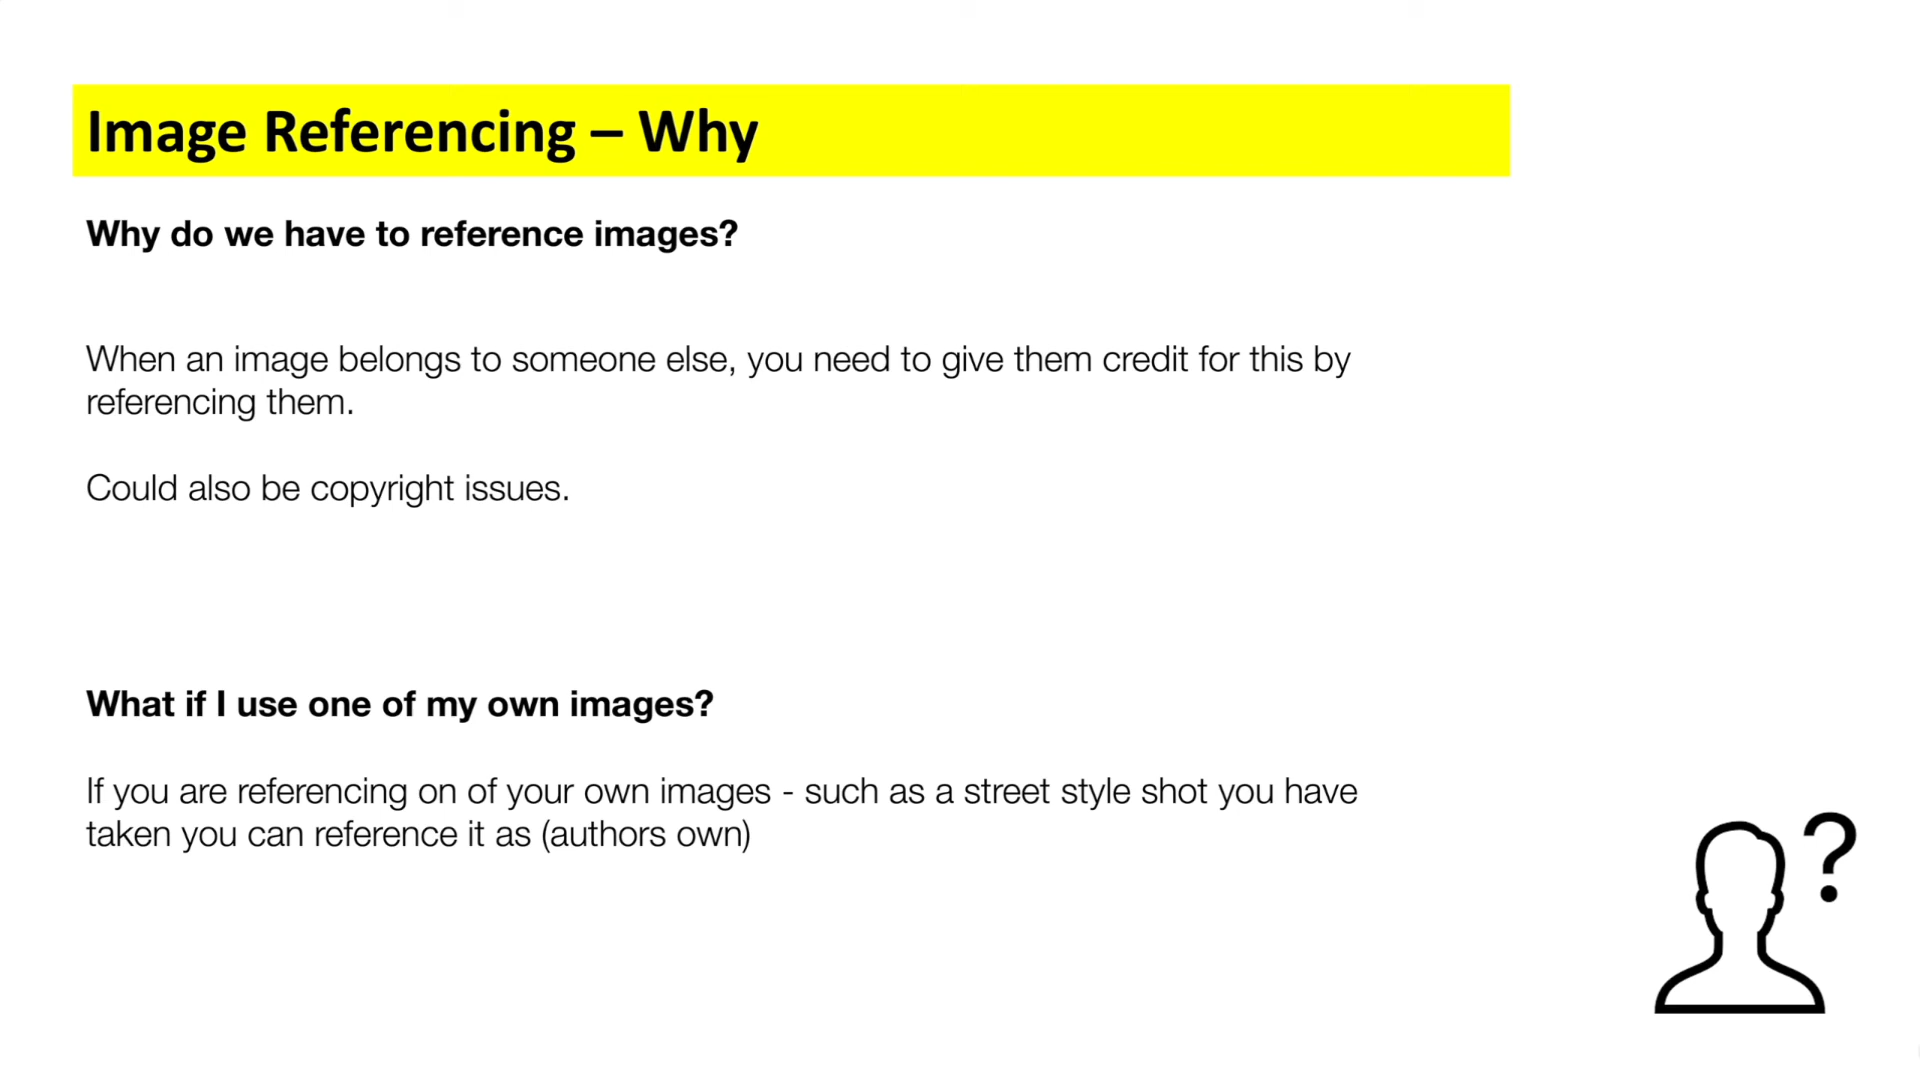 Image Referencing – Why
Why do we have to reference images?
When an image belongs to someone else, you need to give them credit for this by
referencing them.
Could also be copyright issues.
What if I use one of my own images?
If you are referencing on of your own images - such as a street style shot you have
taken you can reference it as (authors own)
?